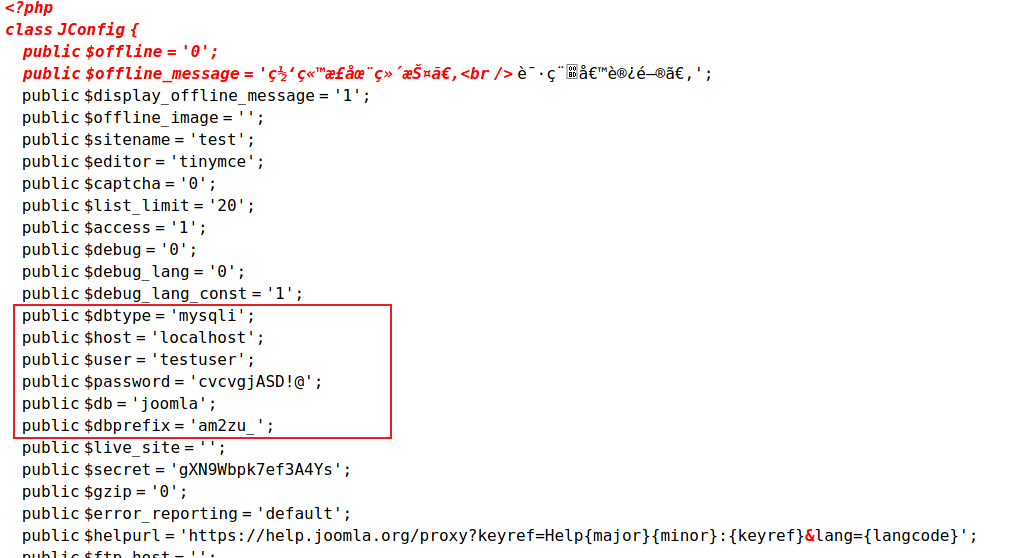 <?php
class JConfig {
public $offline = '0';
public $offline_message = 'ç½‘ç«™æ£åœ¨ç»´æŠ¤ã€‚<br /> è¯·ç¨å€™è®¿é—®ã€‚';
public $display_offline_message = '1';
public $offline_image = '';
public $sitename = 'test';
public $editor = 'tinymce';
public $captcha = '0';
public $list_limit = '20';
public $access = '1';
public $debug = '0';
public $debug_lang = '0';
public $debug_lang_const = '1';
public $dbtype = 'mysqli';
public $host = 'localhost';
public $user = 'testuser';
public $password = 'cvcvgjASD!@';
public $db = 'joomla';
public $dbprefix = 'am2zu_';
public $live_site = '';
public $secret = 'gXN9Wbpk7ef3A4Ys';
public $gzip = '0';
public $error_reporting = 'default';
public $helpurl = 'https://help.joomla.org/proxy?keyref=Help{major}{minor}:{keyref}&lang={langcode}';
public $ftp_host = '';